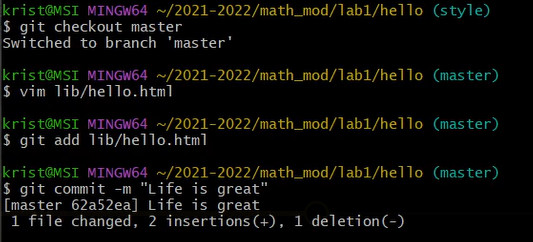 krist@MSI MINGW64 ~/2021-2022/math_mod/lab1/hello (style)
$ git checkout master
Switched to branch 'master'
krist@MSI MINGW64 ~/2021-2022/math_mod/lab1/hello (master)
$ vim lib/hello.html
krist@MSI MINGW64 ~/2021-2022/math_mod/lab1/hello (master)
$ git add lib/hello.html
krist@MSI MINGW64 ~/2021-2022/math_mod/lab1/hello (master)
$ git commit -m "Life is great"
[master 62a52ea] Life is great
 1 file changed, 2 insertions(+), 1 deletion(-)